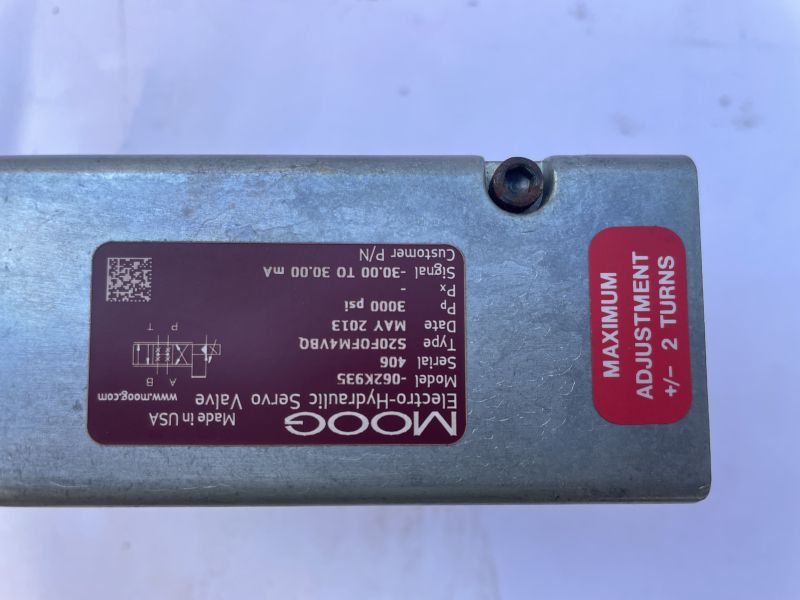 MOOG
Made in USA
Electro-Hydraulic Servo Valve
www.moog.com
Model -062K935
Serial 406
Type S20F0FM4VBQ
Date MAY 2013
Pp 3000 psi
Px -
Signal -30.00 TO 30.00 mA
Customer P/N
A B
P T
MAXIMUM
ADJUSTMENT
+/- 2 TURNS